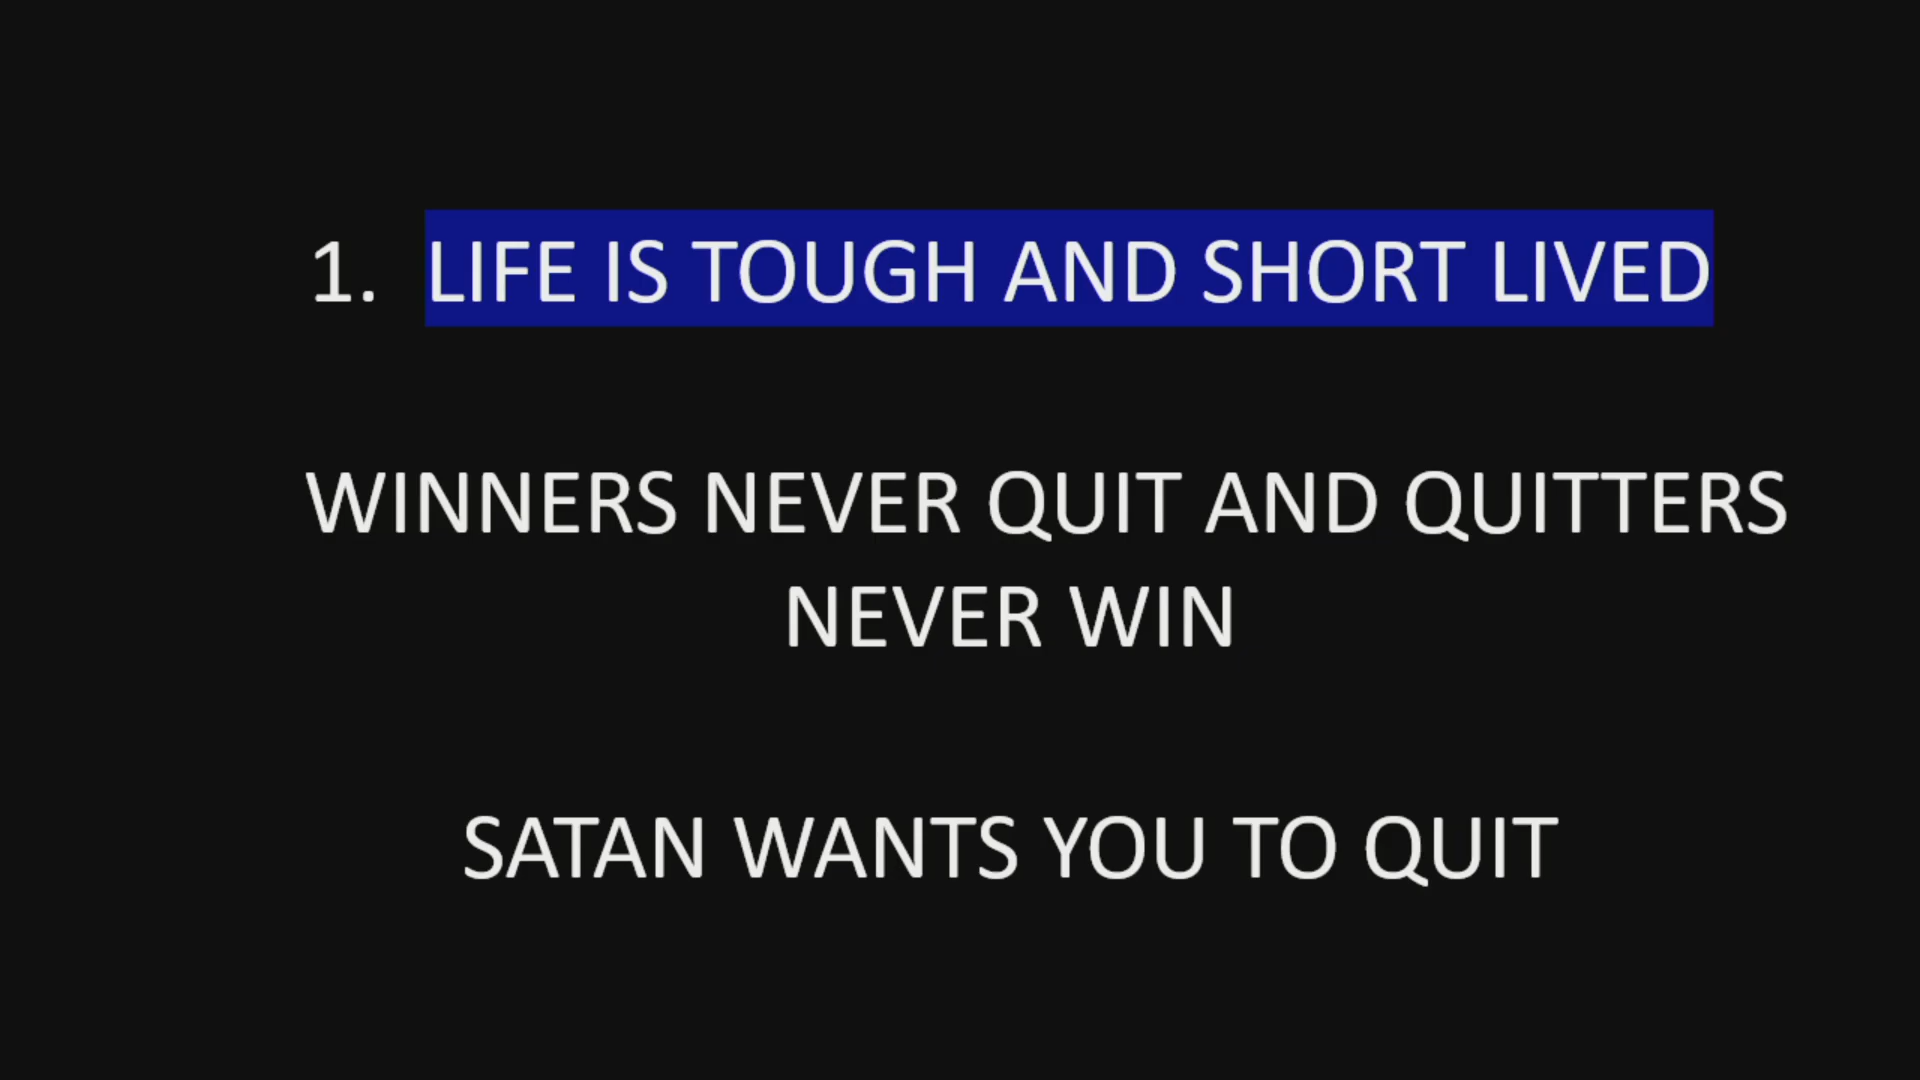 1. LIFE IS TOUGH AND SHORT LIVED
WINNERS NEVER QUIT AND QUITTERS
NEVER WIN
SATAN WANTS YOU TO QUIT